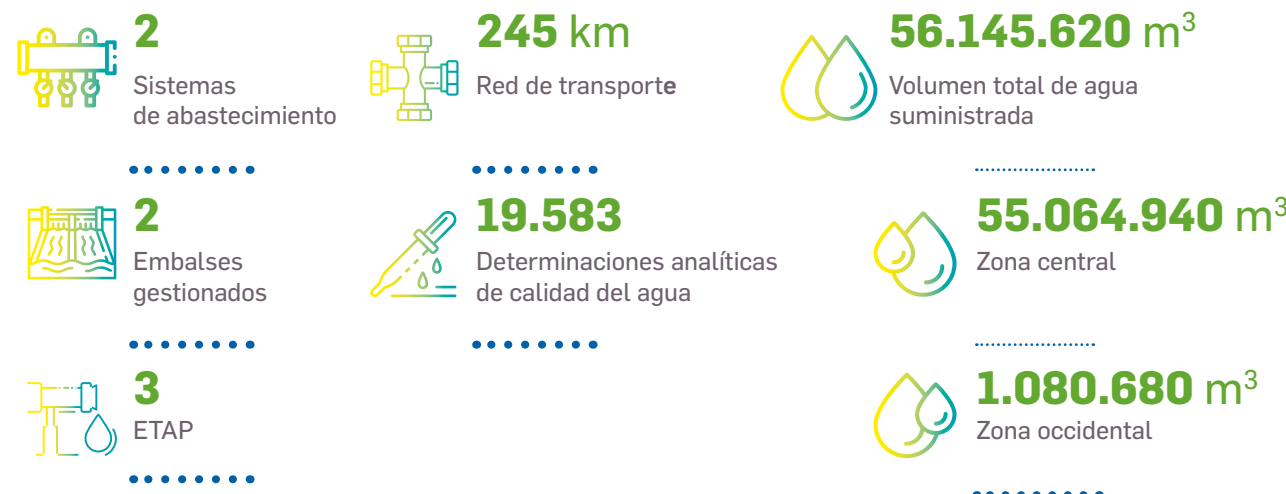 2
Sistemas
de abastecimiento
245 km
Red de transporte
56.145.620 m³
Volumen total de agua
suministrada
2
Embalses
gestionados
19.583
Determinaciones analíticas
de calidad del agua
55.064.940 m³
Zona central
3
ETAP
1.080.680 m³
Zona occidental